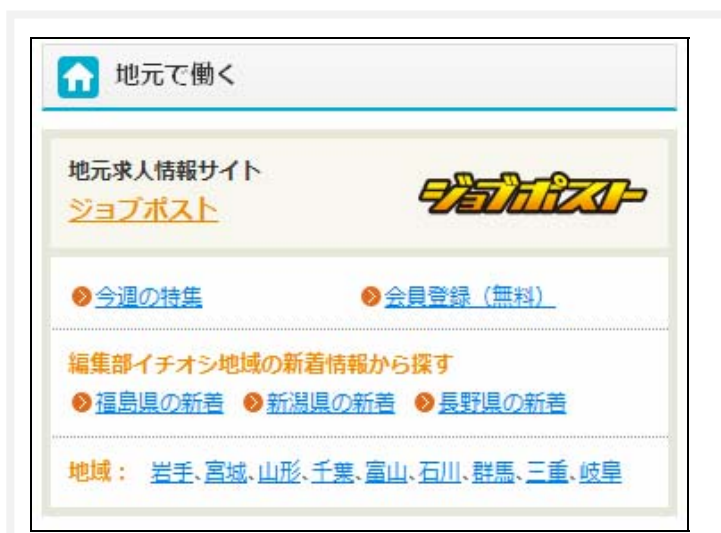 地元で働く
地元求人情報サイト
ジョブポスト
ジョブポスト
今週の特集 会員登録（無料）
編集部イチオシ地域の新着情報から探す
福島県の新着 新潟県の新着 長野県の新着
地域： 岩手、宮城、山形、千葉、富山、石川、群馬、三重、岐阜